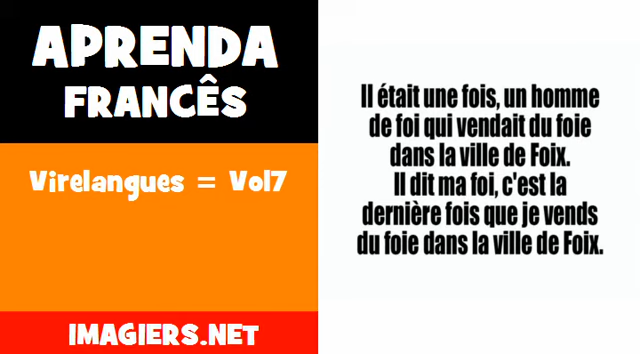 APRENDA
FRANCÊS
Virelangues = Vol7
IMAGIERS.NET
Il était une fois, un homme
de foi qui vendait du foie
dans la ville de Foix.
Il dit ma foi, c'est la
dernière fois que je vends
du foie dans la ville de Foix.